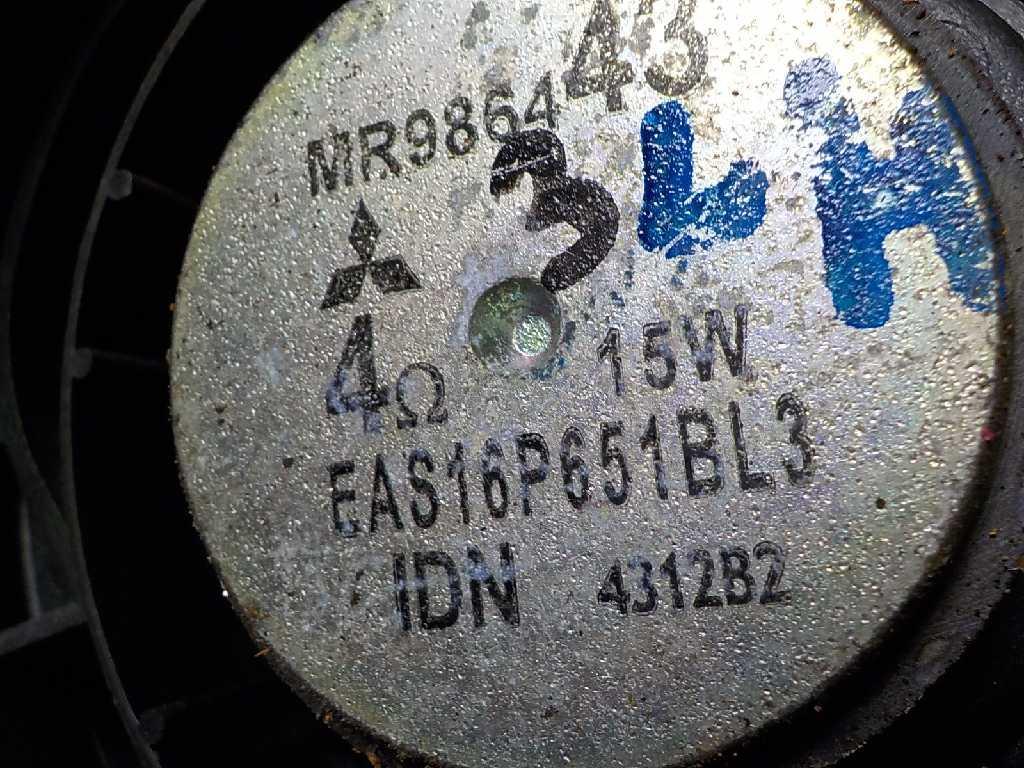 MR986443
3LH
4Ω 15W
EAS16P651BL3
IDN 4312B2